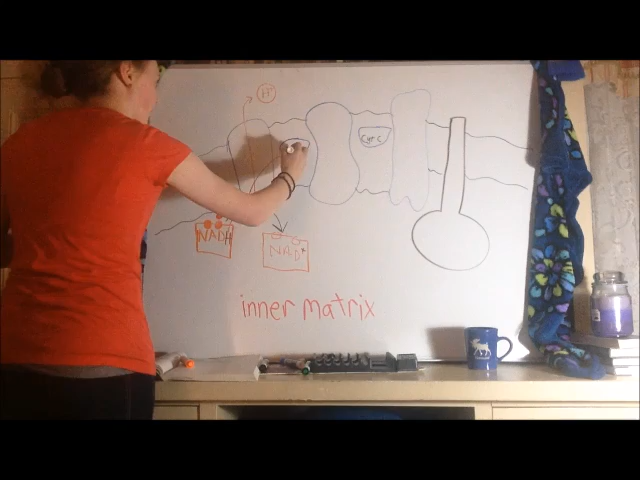 H+
Cyt C
NADH
NAD+
inner matrix